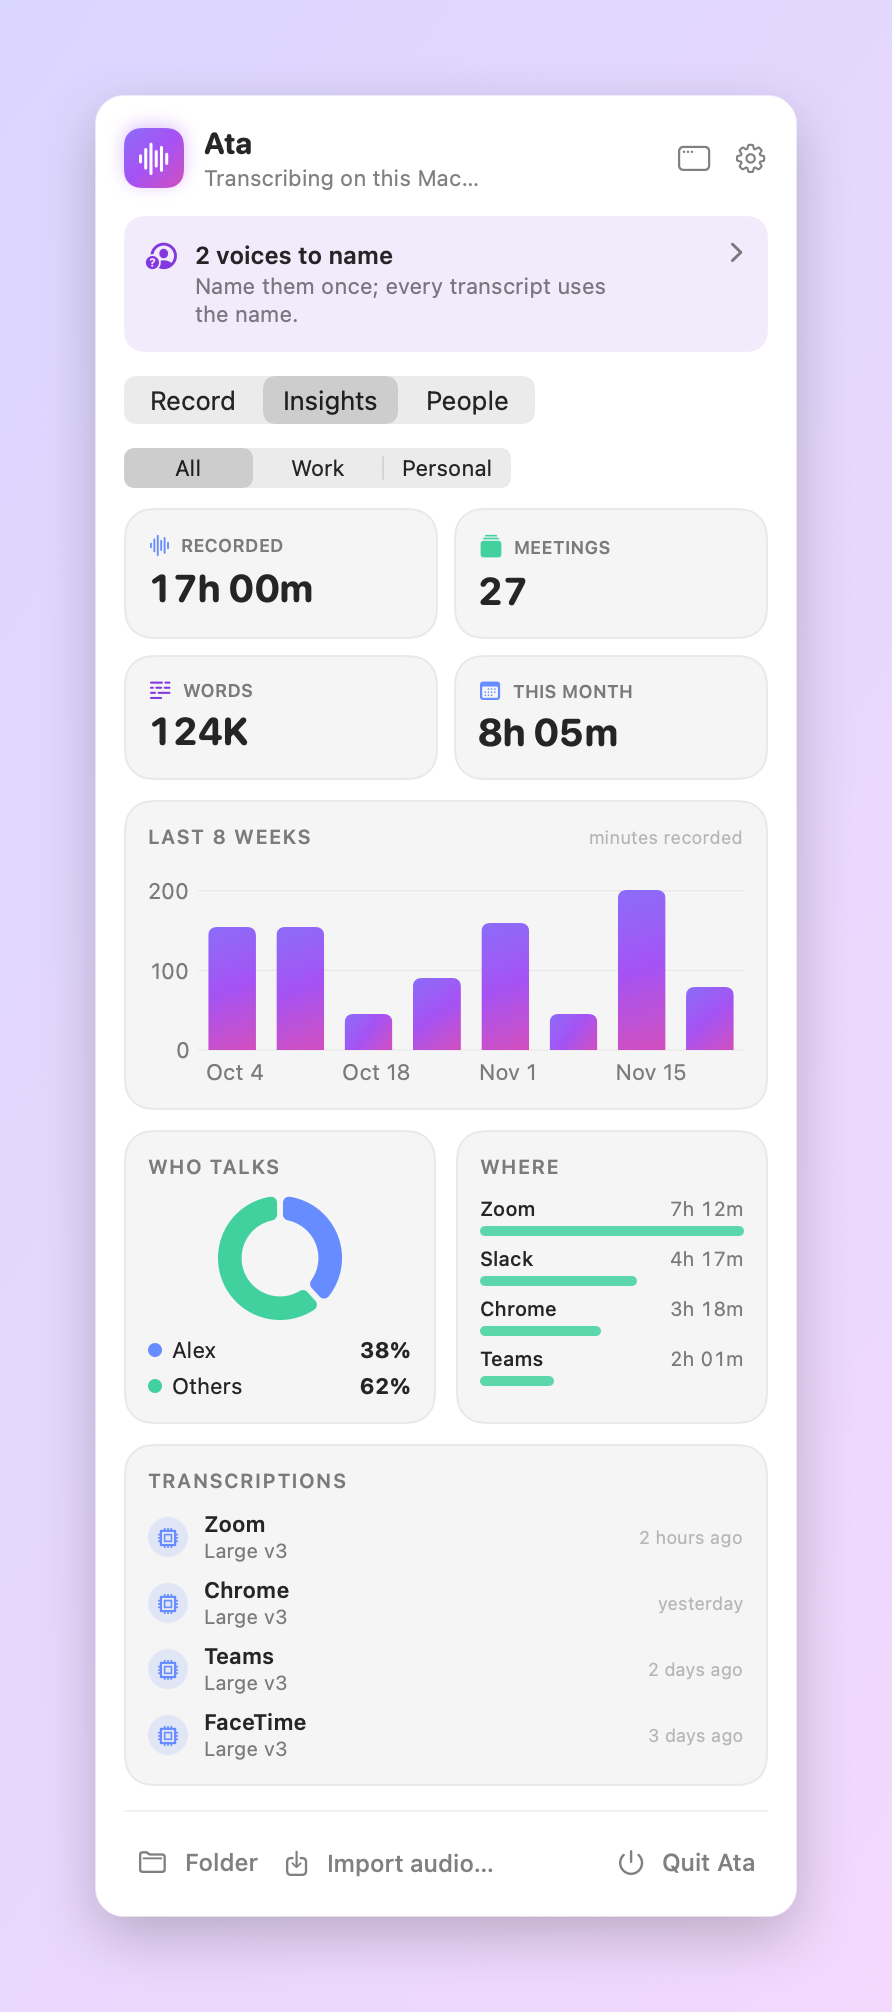 Ata
Transcribing on this Mac...
2 voices to name
Name them once; every transcript uses
the name.
Record Insights People
All Work Personal
RECORDED
17h 00m
MEETINGS
27
WORDS
124K
THIS MONTH
8h 05m
LAST 8 WEEKS minutes recorded
200
100
0
Oct 4 Oct 18 Nov 1 Nov 15
WHO TALKS
Alex 38%
Others 62%
WHERE
Zoom 7h 12m
Slack 4h 17m
Chrome 3h 18m
Teams 2h 01m
TRANSCRIPTIONS
Zoom
Large v3
2 hours ago
Chrome
Large v3
yesterday
Teams
Large v3
2 days ago
FaceTime
Large v3
3 days ago
Folder Import audio... Quit Ata